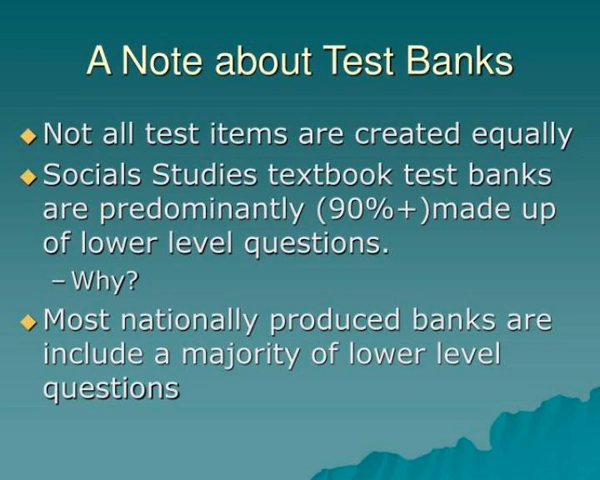 A Note about Test Banks
Not all test items are created equally
Socials Studies textbook test banks
are predominantly (90%+)made up
of lower level questions.
– Why?
Most nationally produced banks are
include a majority of lower level
questions